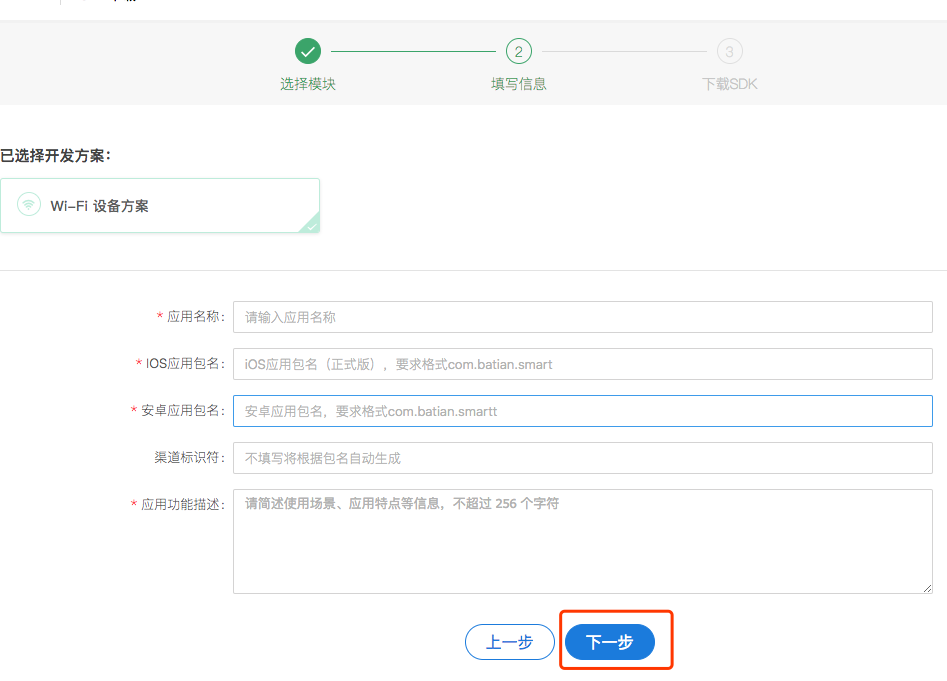 2
3
选择模块
填写信息
下载SDK
已选择开发方案：
Wi-Fi 设备方案
* 应用名称：
请输入应用名称
* IOS应用包名：
iOS应用包名（正式版），要求格式com.batian.smart
* 安卓应用包名：
安卓应用包名，要求格式com.batian.smartt
渠道标识符：
不填写将根据包名自动生成
* 应用功能描述：
请简述使用场景、应用特点等信息，不超过 256 个字符
上一步
下一步